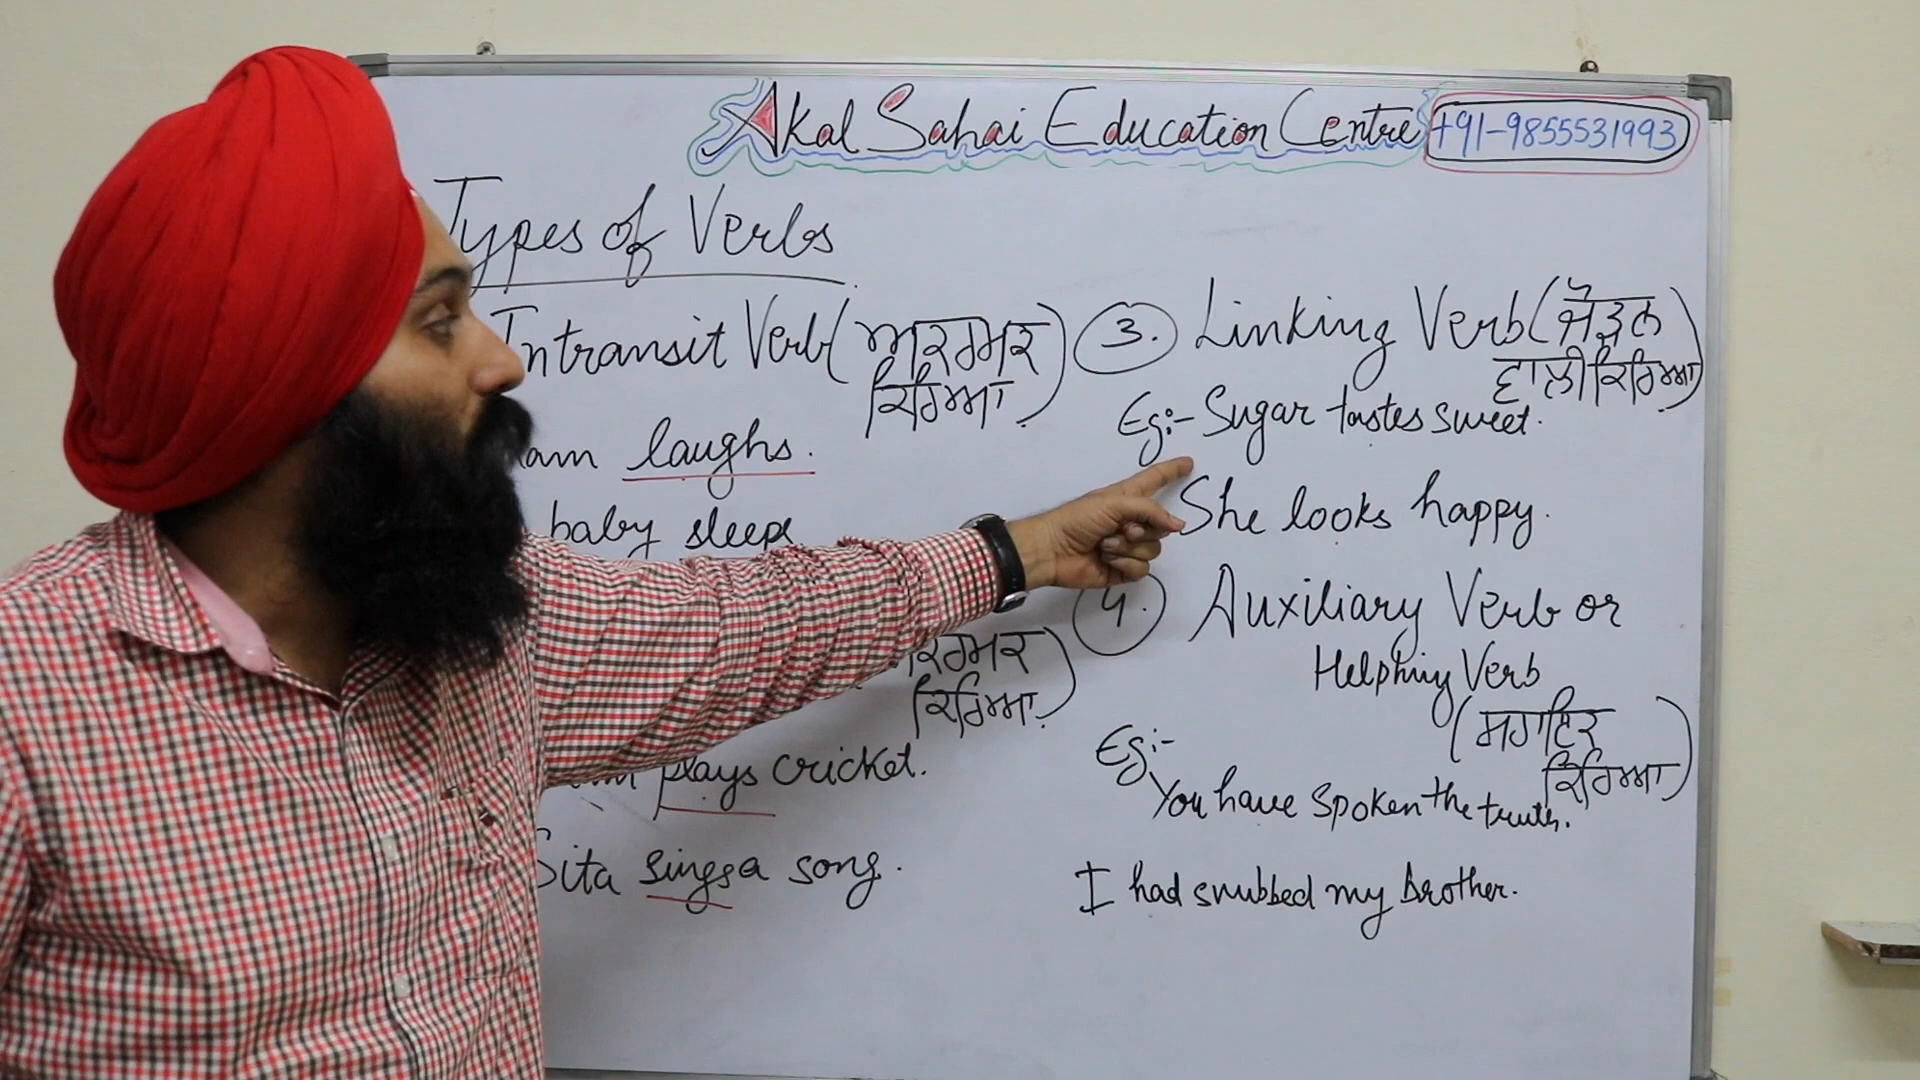 Akal Sahai Education Centre +91-9855531993
Types of Verbs
Intransit Verb (ਅਕਰਮਕ
ਕਿਰਿਆ)
laughs.
baby sleeps.
ਕਿਰਿਆ.)
plays cricket.
Sita sings a song.
3. Linking Verb (ਜੋੜਨ
ਵਾਲੀ ਕਿਰਿਆ)
Eg:- Sugar tastes sweet.
She looks happy.
4. Auxiliary Verb or
Helping Verb
(ਸਹਾਇਕ
ਕਿਰਿਆ)
Eg:-
You have spoken the truth.
I had snubbed my brother.